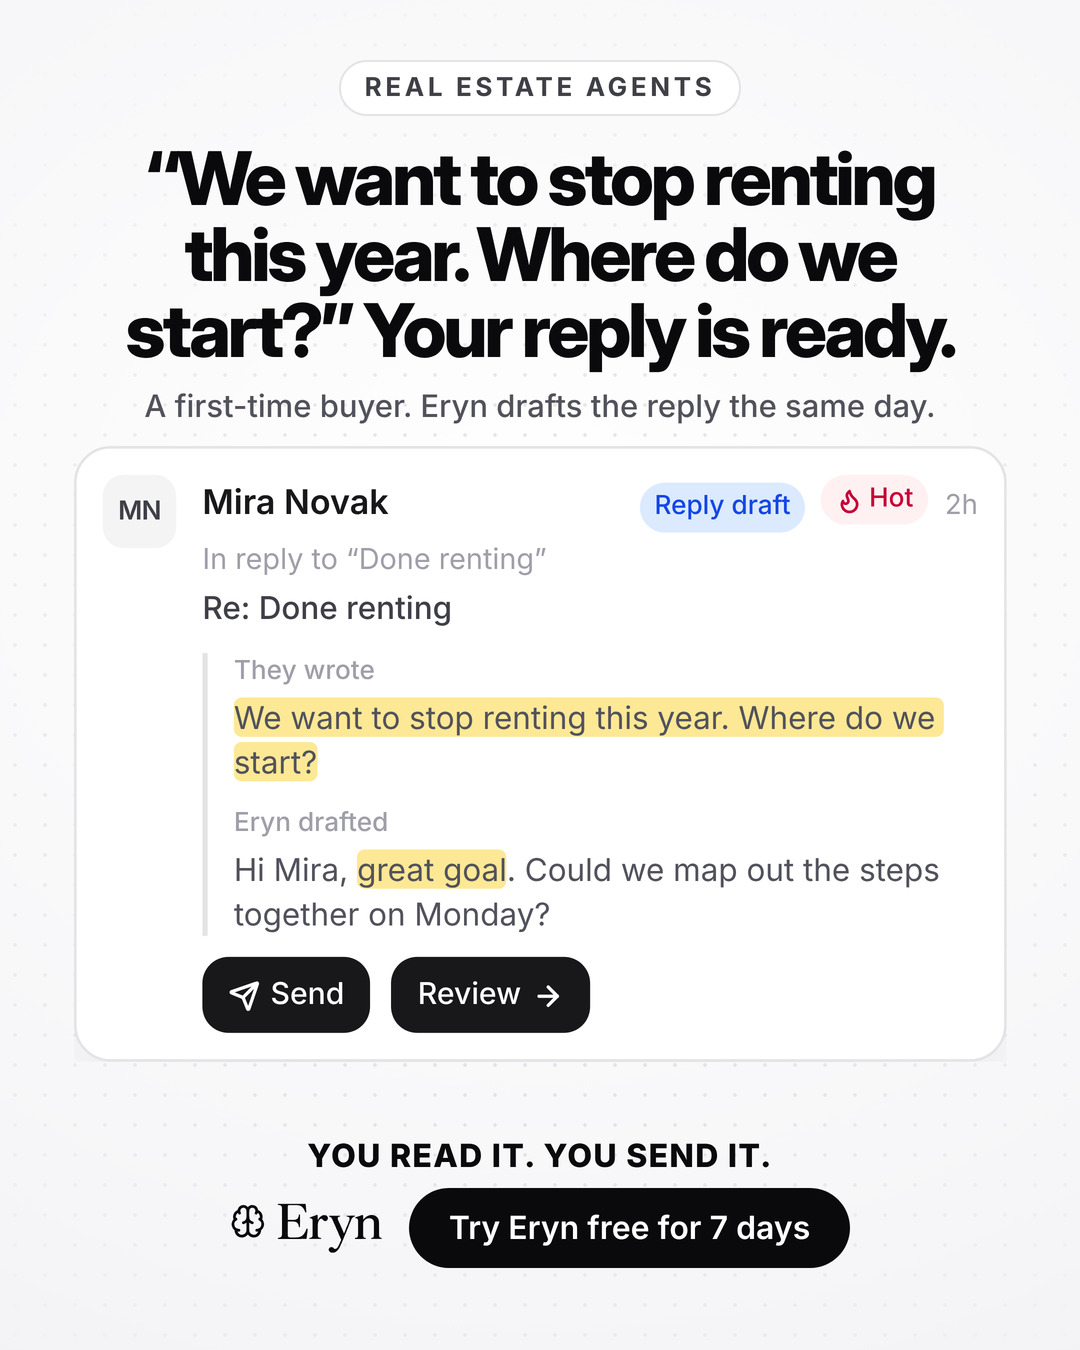 REAL ESTATE AGENTS
“We want to stop renting
this year. Where do we
start?” Your reply is ready.
A first-time buyer. Eryn drafts the reply the same day.
MN
Mira Novak
Reply draft
Hot
2h
In reply to “Done renting”
Re: Done renting
They wrote
We want to stop renting this year. Where do we
start?
Eryn drafted
Hi Mira, great goal. Could we map out the steps
together on Monday?
Send
Review →
YOU READ IT. YOU SEND IT.
Eryn
Try Eryn free for 7 days